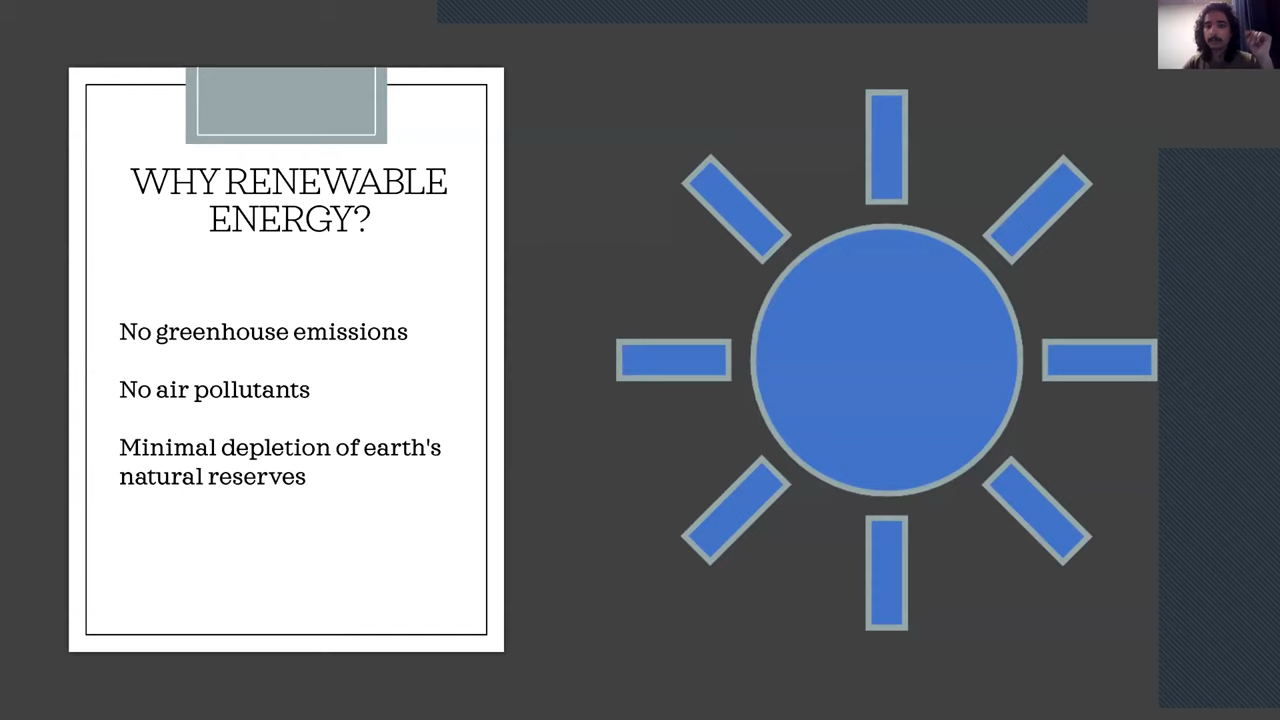 WHY RENEWABLE
ENERGY?
No greenhouse emissions
No air pollutants
Minimal depletion of earth's
natural reserves